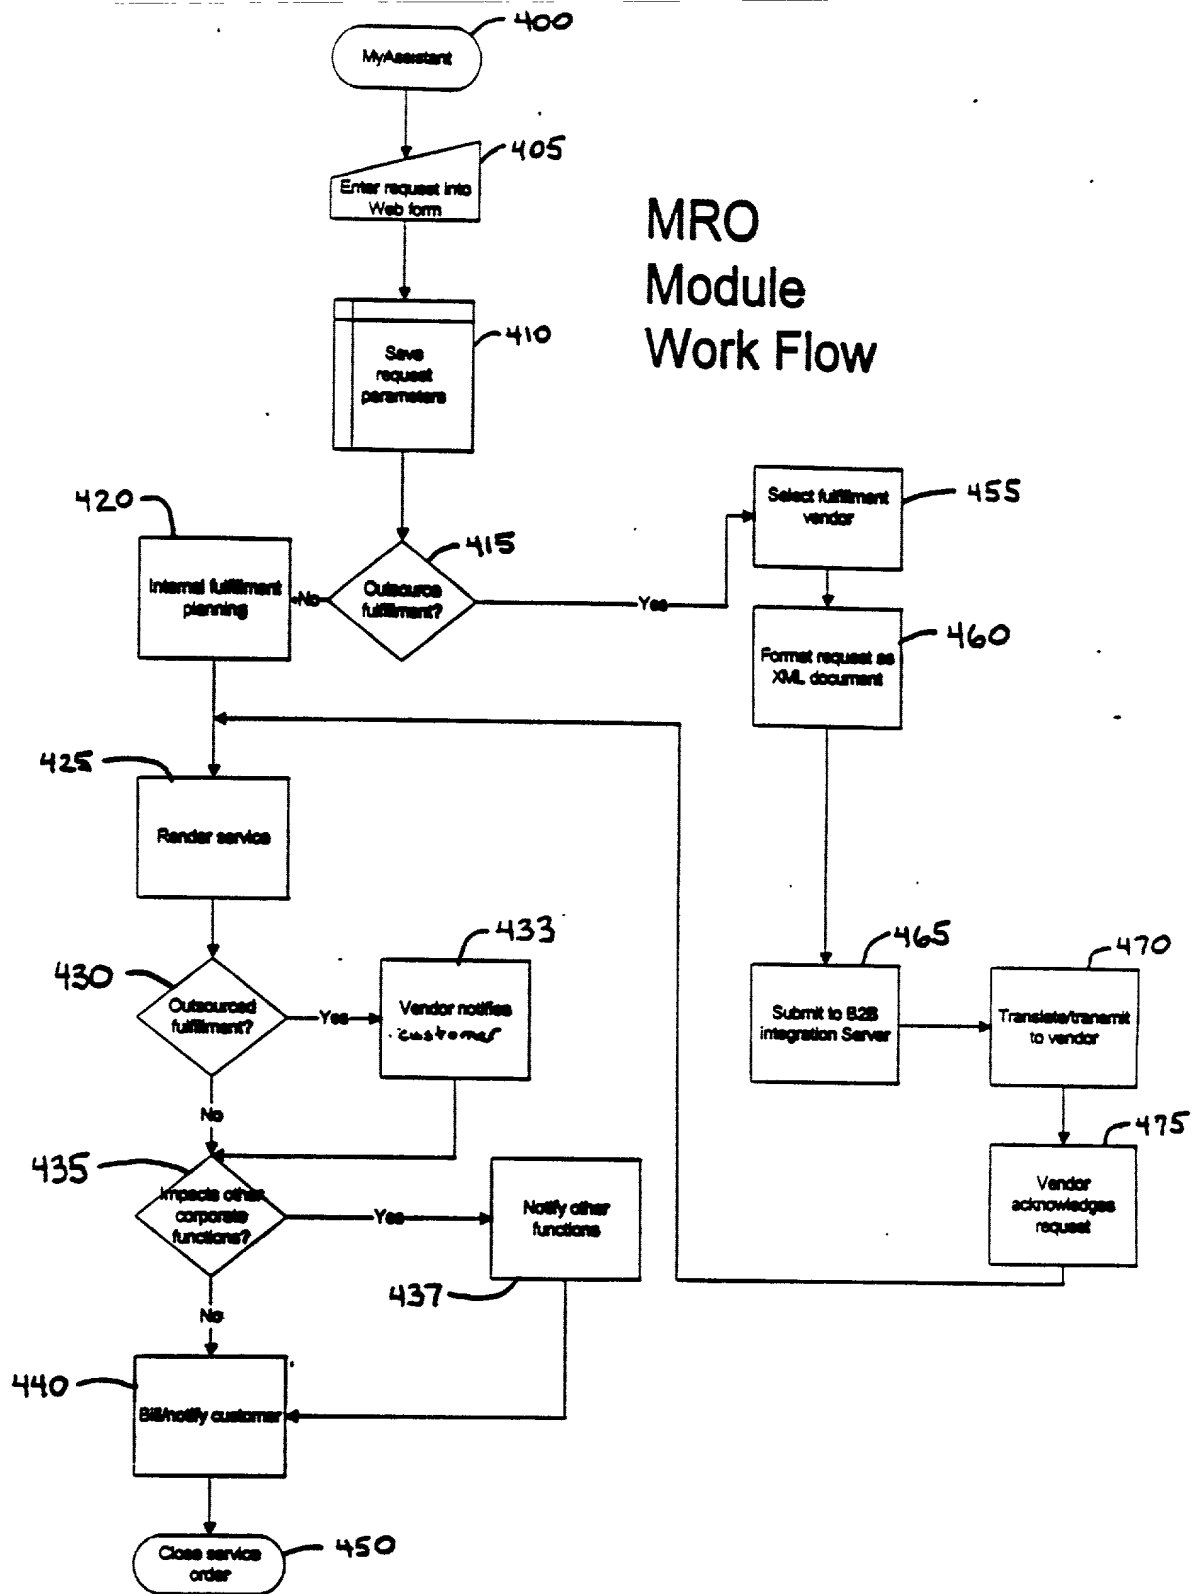 400
MyAssistant
405
Enter request into
Web form
MRO
Module
Work Flow
410
Save
request
parameters
420
415
455
Select fulfillment
vendor
Internal fulfillment
planning
No
Outsource
fulfillment?
Yes
460
Format request as
XML document
425
Render service
433
465
470
430
Outsourced
fulfillment?
Yes
Vendor notifies
customer
Submit to B2B
integration Server
Translate/transmit
to vendor
No
475
435
Impacts other
corporate
functions?
Yes
Notify other
functions
Vendor
acknowledges
request
437
No
440
Bill/notify customer
Close service
order
450